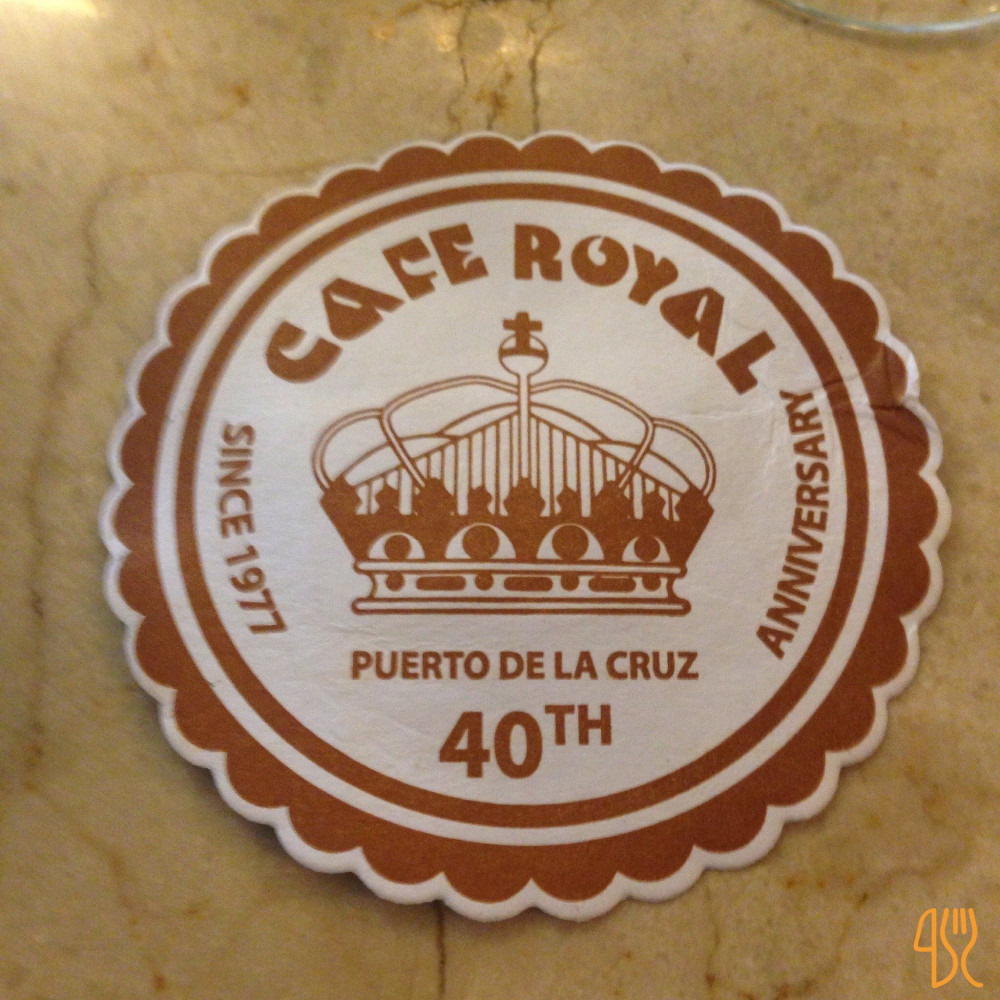 CAFE ROYAL
SINCE 1977
ANNIVERSARY
PUERTO DE LA CRUZ
40TH